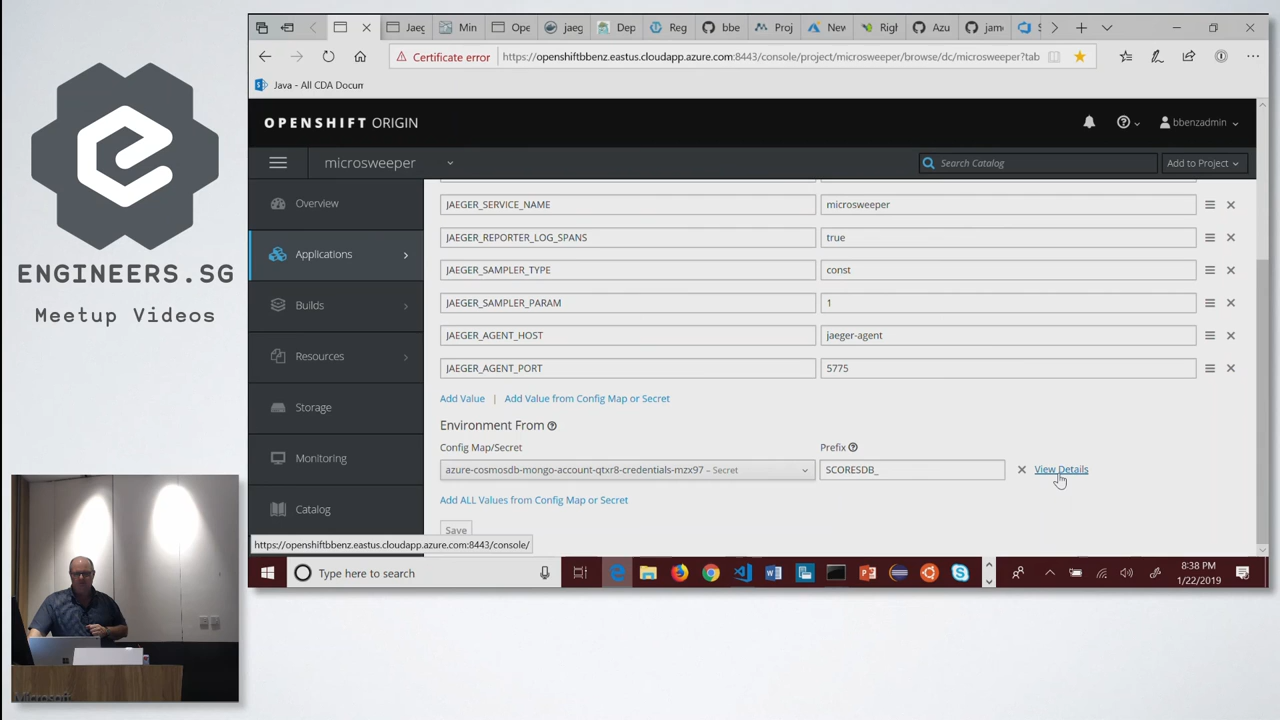 Jaeg
Min
Ope
jaeg
Dep
Reg
bbe
Proj
New
Righ
Azu
jame
S
Certificate error
https://openshiftbbenz.eastus.cloudapp.azure.com:8443/console/project/microsweeper/browse/dc/microsweeper?tab
Java - All CDA Docum
OPENSHIFT ORIGIN
bbenzadmin
microsweeper
Search Catalog
Add to Project
Overview
Applications
Builds
Resources
Storage
Monitoring
Catalog
JAEGER_SERVICE_NAME microsweeper
JAEGER_REPORTER_LOG_SPANS true
JAEGER_SAMPLER_TYPE const
JAEGER_SAMPLER_PARAM 1
JAEGER_AGENT_HOST jaeger-agent
JAEGER_AGENT_PORT 5775
Add Value | Add Value from Config Map or Secret
Environment From
Config Map/Secret Prefix
azure-cosmosdb-mongo-account-qtxr8-credentials-mzx97 – Secret SCORESDB_ View Details
Add ALL Values from Config Map or Secret
Save
https://openshiftbbenz.eastus.cloudapp.azure.com:8443/console/
Type here to search
8:38 PM
1/22/2019
ENGINEERS.SG
Meetup Videos
Microsoft